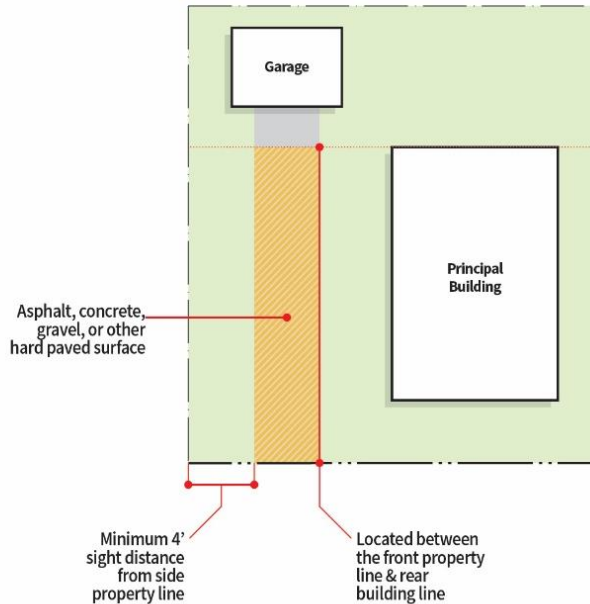 Garage
Principal
Building
Asphalt, concrete,
gravel, or other
hard paved surface
Minimum 4’
sight distance
from side
property line
Located between
the front property
line & rear
building line